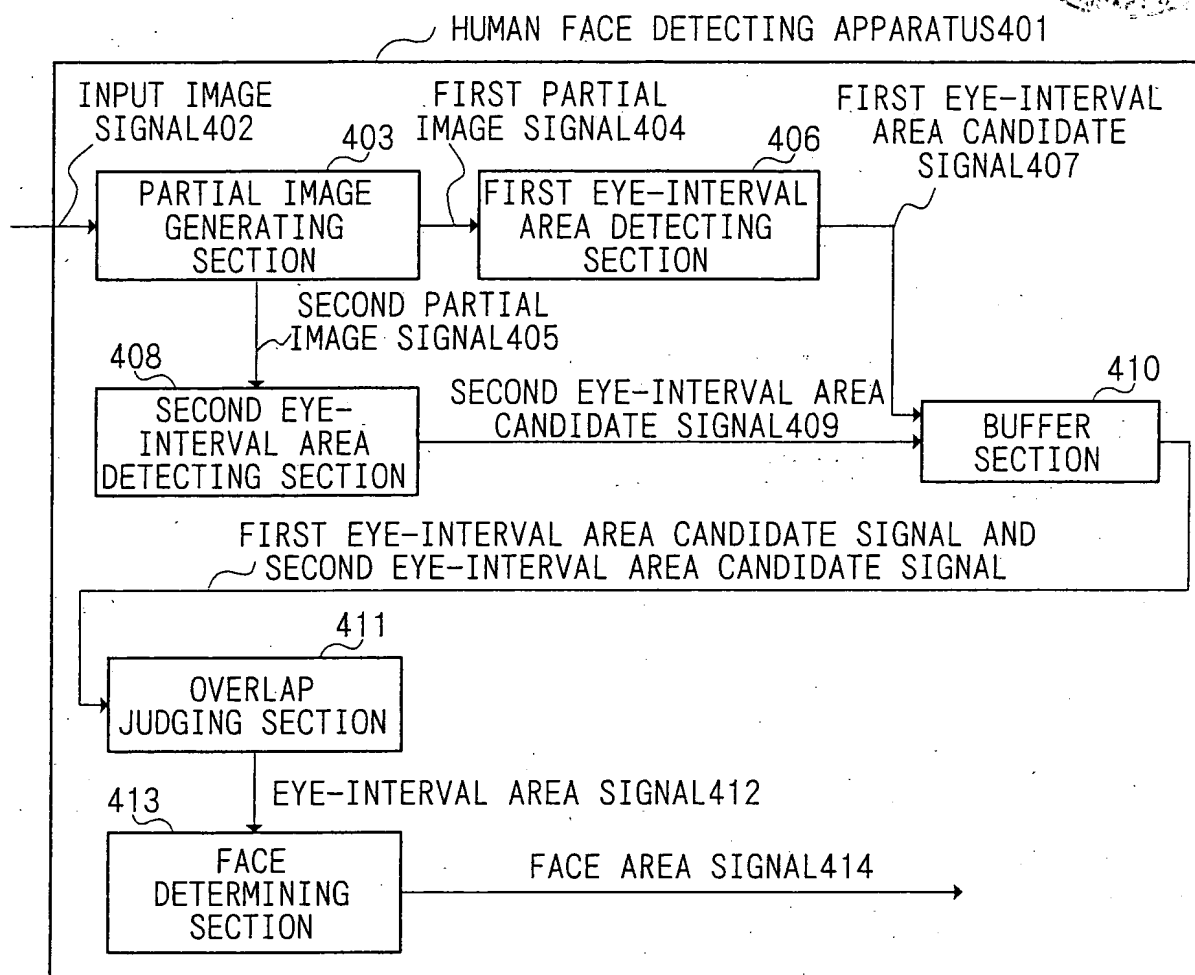 HUMAN FACE DETECTING APPARATUS401
INPUT IMAGE
SIGNAL402
FIRST PARTIAL
IMAGE SIGNAL404
FIRST EYE-INTERVAL
AREA CANDIDATE
SIGNAL407
403
406
PARTIAL IMAGE
GENERATING
SECTION
FIRST EYE-INTERVAL
AREA DETECTING
SECTION
SECOND PARTIAL
IMAGE SIGNAL405
408
SECOND EYE-
INTERVAL AREA
DETECTING SECTION
SECOND EYE-INTERVAL AREA
CANDIDATE SIGNAL409
410
BUFFER
SECTION
FIRST EYE-INTERVAL AREA CANDIDATE SIGNAL AND
SECOND EYE-INTERVAL AREA CANDIDATE SIGNAL
411
OVERLAP
JUDGING SECTION
EYE-INTERVAL AREA SIGNAL412
413
FACE
DETERMINING
SECTION
FACE AREA SIGNAL414